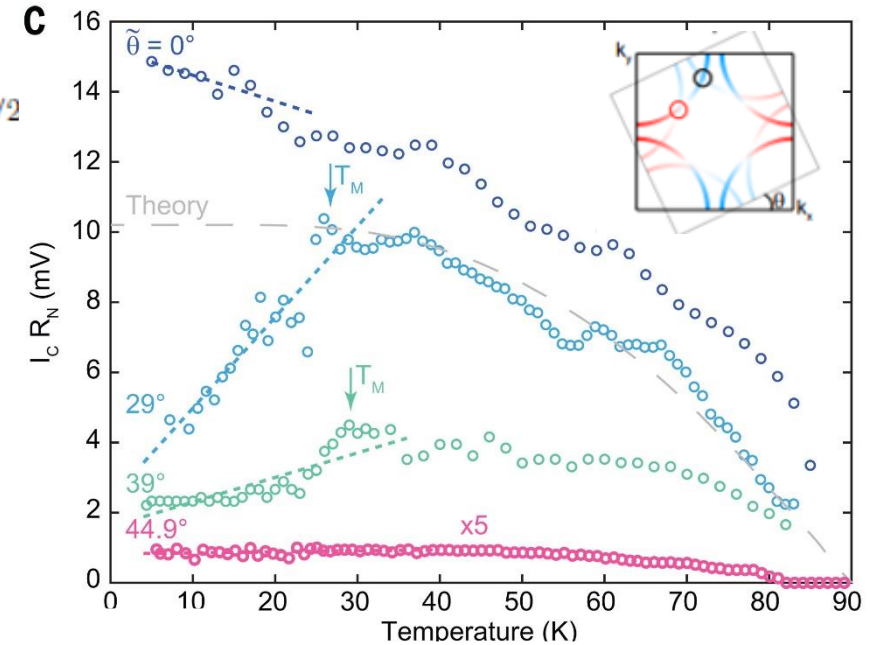 C
/2
I_C R_N (mV)
16
14
12
10
8
6
4
2
0
θ̃ = 0°
T_M
Theory
29°
T_M
39°
44.9°
x5
k_y
θ
k_x
0
10
20
30
40
50
60
70
80
90
Temperature (K)